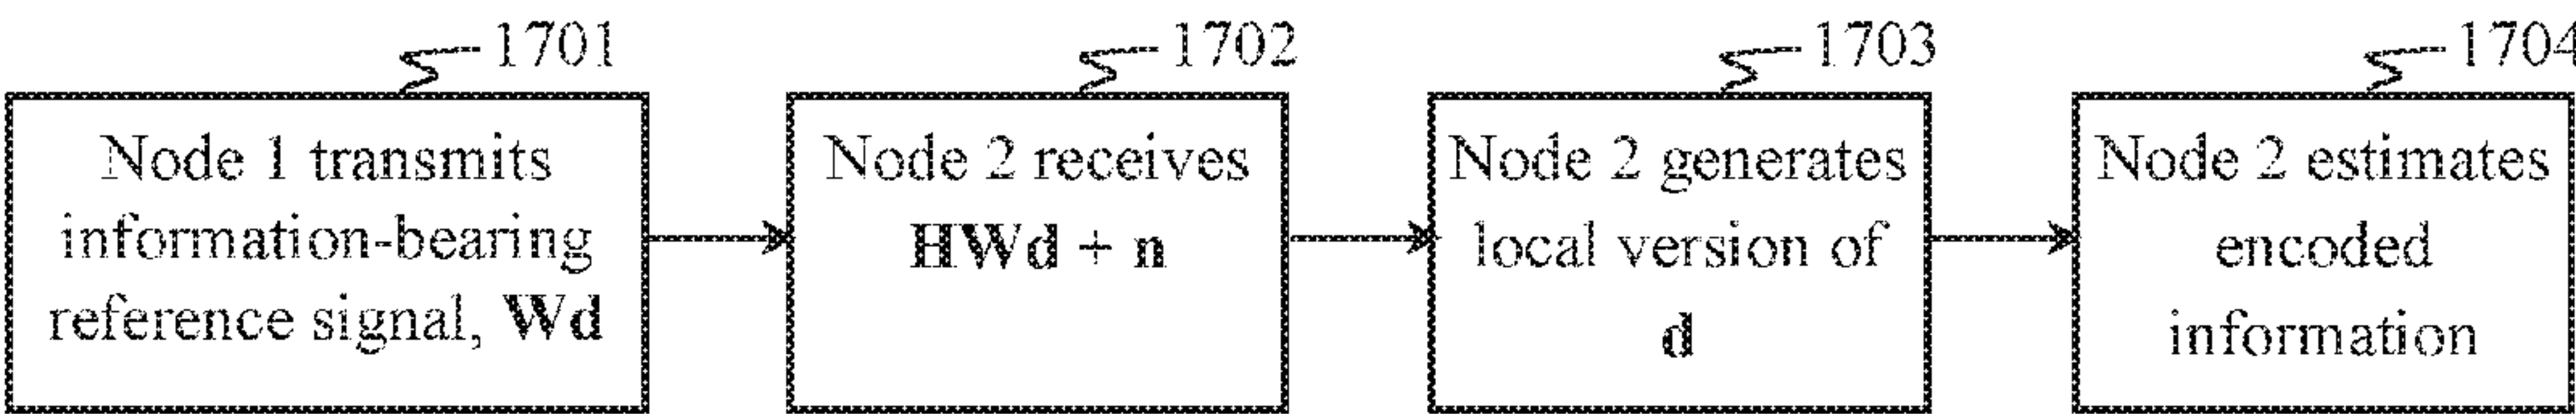 1701
1702
1703
1704
Node 1 transmits
information-bearing
reference signal, Wd
Node 2 receives
HWd + n
Node 2 generates
local version of
d
Node 2 estimates
encoded
information